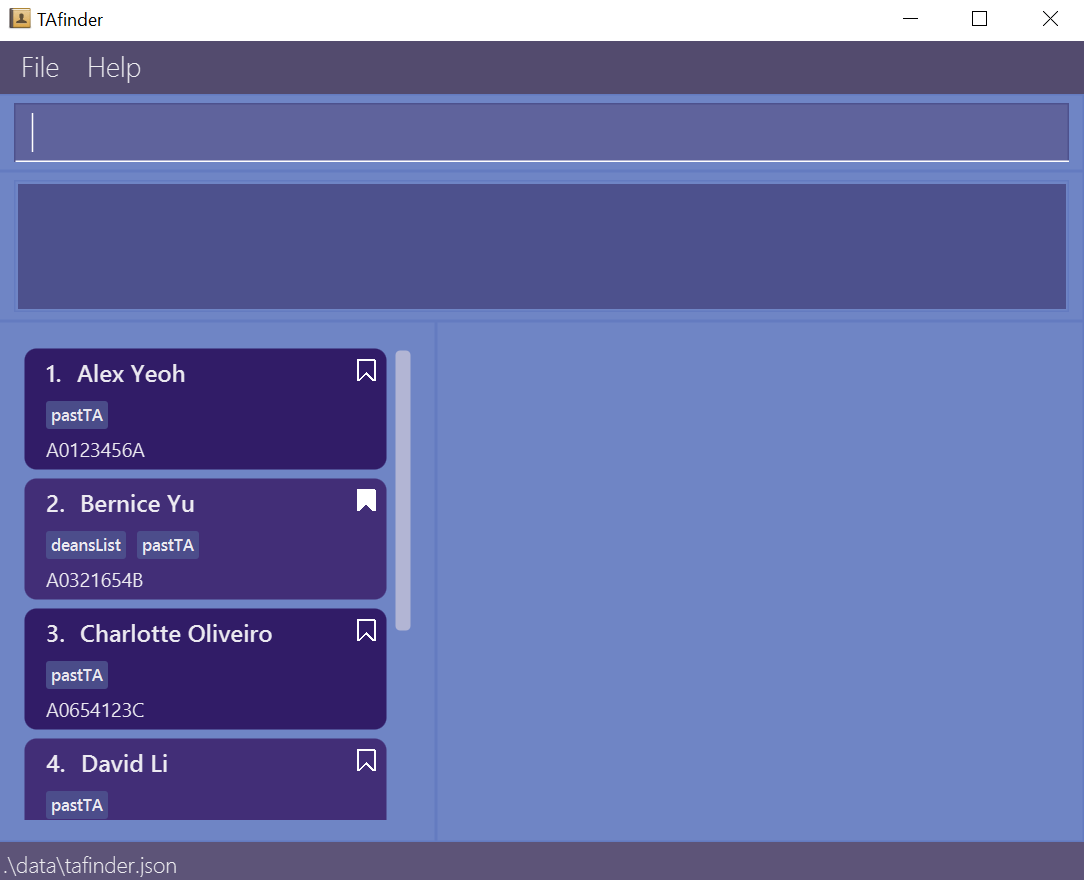 TAfinder
File Help
1. Alex Yeoh
pastTA
A0123456A
2. Bernice Yu
deansList pastTA
A0321654B
3. Charlotte Oliveiro
pastTA
A0654123C
4. David Li
pastTA
.\data\tafinder.json